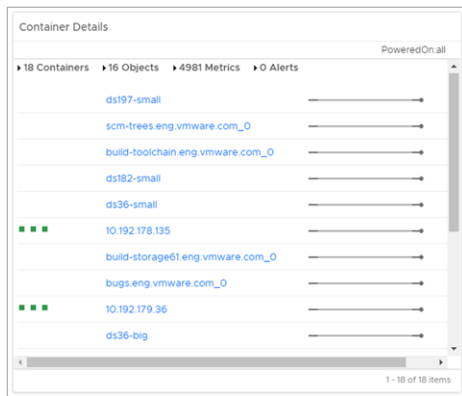 Container Details
PoweredOn:all
18 Containers 16 Objects 4981 Metrics 0 Alerts
ds197-small
scm-trees.eng.vmware.com_0
build-toolchain.eng.vmware.com_0
ds182-small
ds36-small
10.192.178.135
build-storage61.eng.vmware.com_0
bugs.eng.vmware.com_0
10.192.179.36
ds36-big
1 - 18 of 18 items